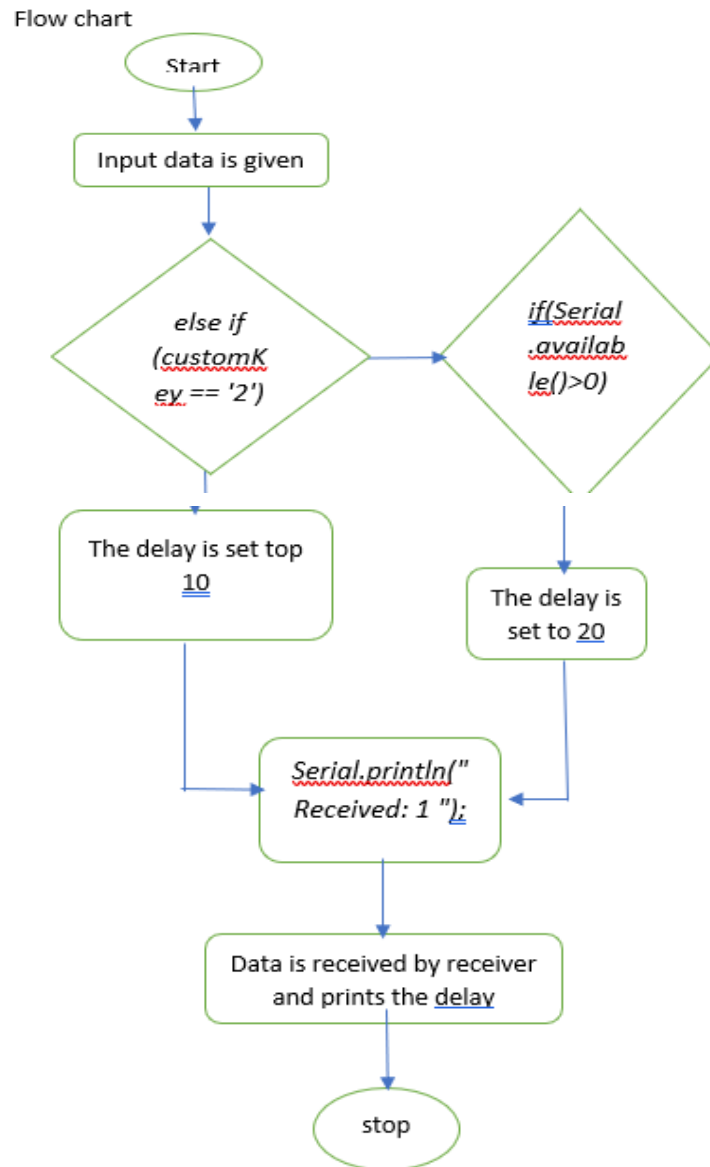 Flow chart
Start
Input data is given
else if
(customK
ey == '2')
if(Serial
.availab
le()>0)
The delay is set top
10
The delay is
set to 20
Serial.println("
Received: 1 ");
Data is received by receiver
and prints the delay
stop